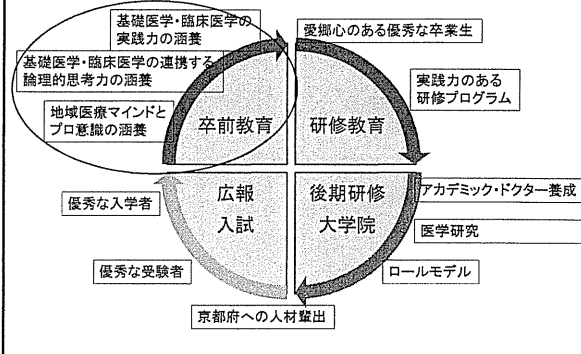 基礎医学・臨床医学の
実践力の涵養
基礎医学・臨床医学の連携する
論理的思考力の涵養
地域医療マインドと
プロ意識の涵養
愛郷心のある優秀な卒業生
実践力のある
研修プログラム
卒前教育
研修教育
広報
入試
後期研修
大学院
優秀な入学者
優秀な受験者
アカデミック・ドクター養成
医学研究
ロールモデル
京都府への人材輩出